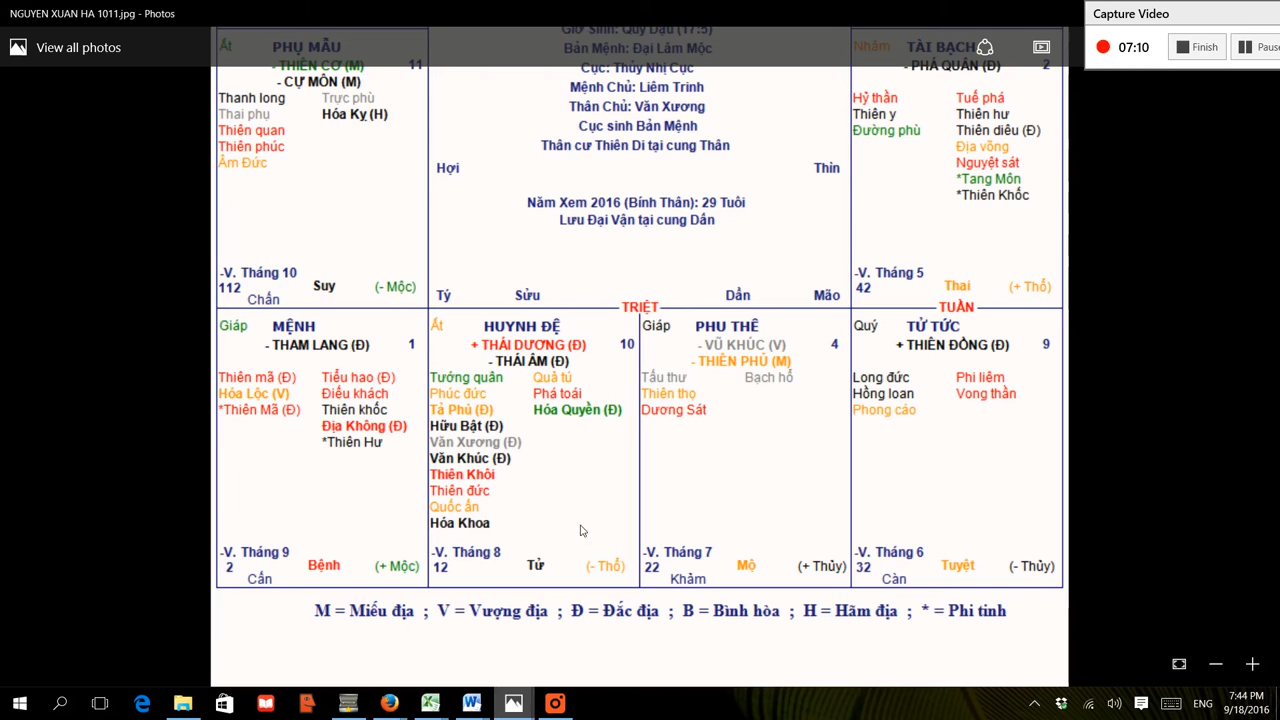 NGUYEN XUAN HA 1011.jpg - Photos
Capture Video
View all photos
07:10
Finish
Pause
Giờ Sinh: Quý Dậu (17:5)
Bản Mệnh: Đại Lâm Mộc
Cục: Thủy Nhị Cục
Mệnh Chủ: Liêm Trinh
Thân Chủ: Văn Xương
Cục sinh Bản Mệnh
Thân cư Thiên Di tại cung Thân
Hợi
Thìn
Năm Xem 2016 (Bính Thân): 29 Tuổi
Lưu Đại Vận tại cung Dần
Tý
Sửu
Dần
Mão
TRIỆT
TUẦN
Ất
PHỤ MẪU
- THIÊN CƠ (M)
11
- CỰ MÔN (M)
Thanh long
Trực phù
Thai phụ
Hóa Kỵ (H)
Thiên quan
Thiên phúc
Âm Đức
-V. Tháng 10
112
Suy
(- Mộc)
Chấn
Nhâm
TÀI BẠCH
- PHÁ QUÂN (Đ)
2
Hỷ thần
Tuế phá
Thiên y
Thiên hư
Đường phù
Thiên diêu (Đ)
Địa võng
Nguyệt sát
*Tang Môn
*Thiên Khốc
-V. Tháng 5
42
Thai
(+ Thổ)
Giáp
MỆNH
- THAM LANG (Đ)
1
Thiên mã (Đ)
Tiểu hao (Đ)
Hóa Lộc (V)
Điếu khách
*Thiên Mã (Đ)
Thiên khốc
Địa Không (Đ)
*Thiên Hư
-V. Tháng 9
2
Bệnh
(+ Mộc)
Cấn
Ất
HUYNH ĐỆ
+ THÁI DƯƠNG (Đ)
10
- THÁI ÂM (Đ)
Tướng quân
Quả tú
Phúc đức
Phá toái
Tả Phủ (Đ)
Hóa Quyền (Đ)
Hữu Bật (Đ)
Văn Xương (Đ)
Văn Khúc (Đ)
Thiên Khôi
Thiên đức
Quốc ấn
Hóa Khoa
-V. Tháng 8
12
Tử
(- Thổ)
Giáp
PHU THÊ
- VŨ KHÚC (V)
4
- THIÊN PHỦ (M)
Tấu thư
Bạch hổ
Thiên thọ
Dương Sát
-V. Tháng 7
22
Mộ
(+ Thủy)
Khảm
Quý
TỬ TỨC
+ THIÊN ĐỒNG (Đ)
9
Long đức
Phi liêm
Hồng loan
Vong thần
Phong cáo
-V. Tháng 6
32
Tuyệt
(- Thủy)
Càn
M = Miếu địa ; V = Vượng địa ; Đ = Đắc địa ; B = Bình hòa ; H = Hãm địa ; * = Phi tinh
ENG
7:44 PM
9/18/2016